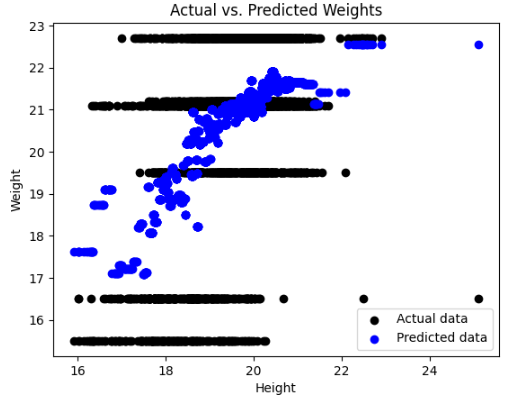 Actual vs. Predicted Weights
23
22
21
20
19
18
17
16
Weight
16
18
20
22
24
Height
Actual data
Predicted data